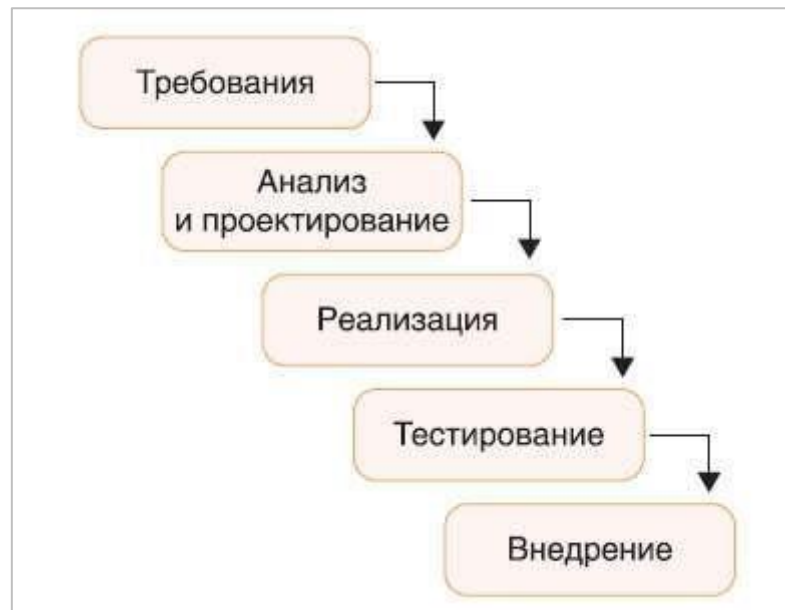 Требования
Анализ
и проектирование
Реализация
Тестирование
Внедрение